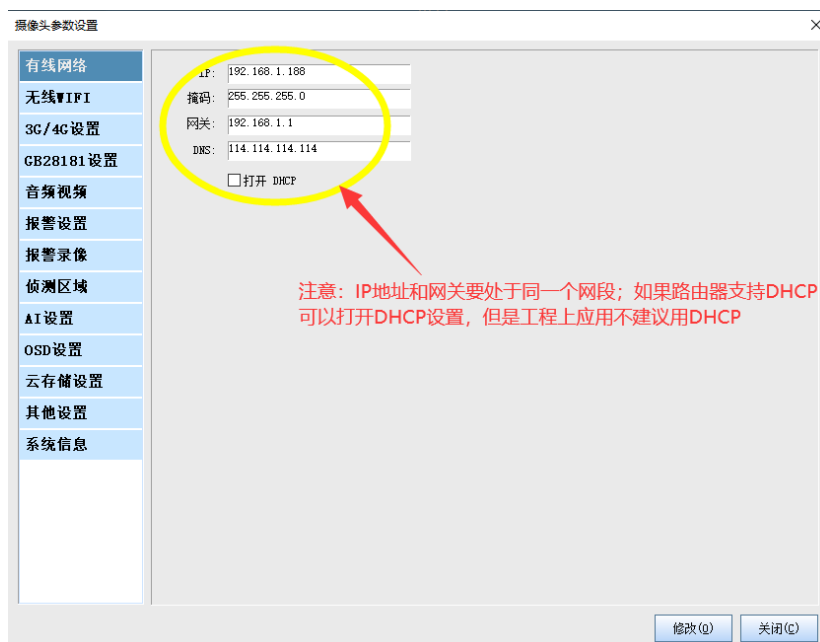 摄像头参数设置
有线网络
无线WIFI
3G/4G设置
GB28181设置
音频视频
报警设置
报警录像
侦测区域
AI设置
OSD设置
云存储设置
其他设置
系统信息
IP: 192.168.1.188
掩码: 255.255.255.0
网关: 192.168.1.1
DNS: 114.114.114.114
打开 DHCP
注意：IP地址和网关要处于同一个网段；如果路由器支持DHCP
可以打开DHCP设置，但是工程上应用不建议用DHCP
修改(O)
关闭(C)